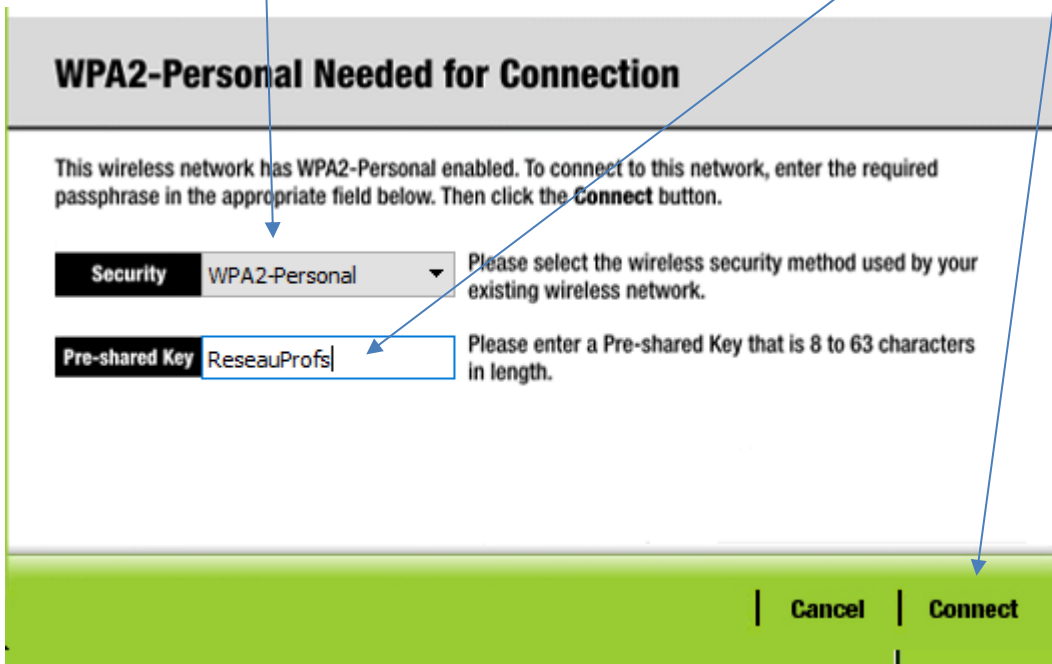 WPA2-Personal Needed for Connection
This wireless network has WPA2-Personal enabled. To connect to this network, enter the required
passphrase in the appropriate field below. Then click the Connect button.
Security WPA2-Personal Please select the wireless security method used by your
existing wireless network.
Pre-shared Key ReseauProfs Please enter a Pre-shared Key that is 8 to 63 characters
in length.
Cancel Connect